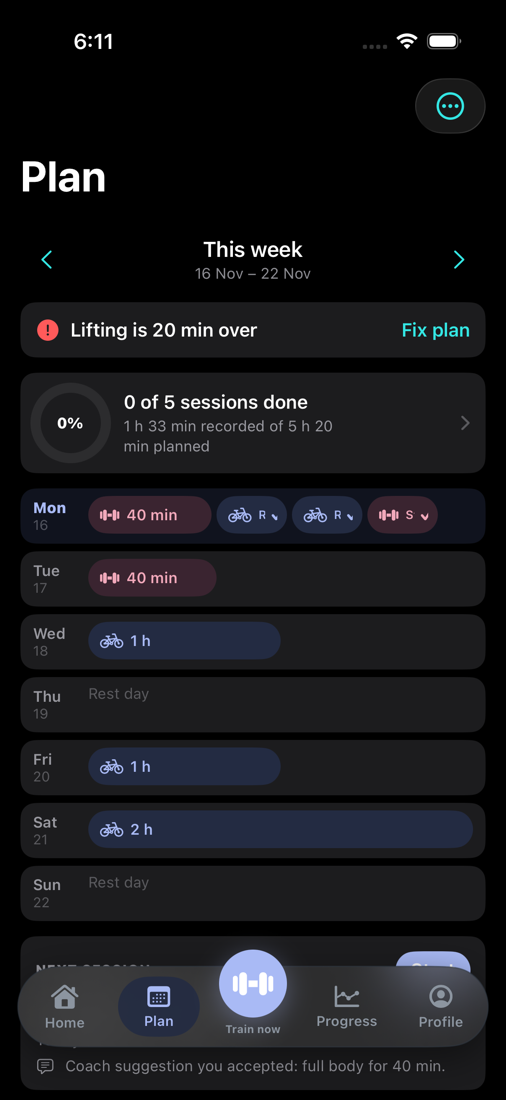 6:11
Plan
This week
16 Nov – 22 Nov
Lifting is 20 min over
Fix plan
0%
0 of 5 sessions done
1 h 33 min recorded of 5 h 20
min planned
Mon
16
40 min
R
R
S
Tue
17
40 min
Wed
18
1 h
Thu
19
Rest day
Fri
20
1 h
Sat
21
2 h
Sun
22
Rest day
NEXT SESSION
Start
Home
Plan
Train now
Progress
Profile
Coach suggestion you accepted: full body for 40 min.